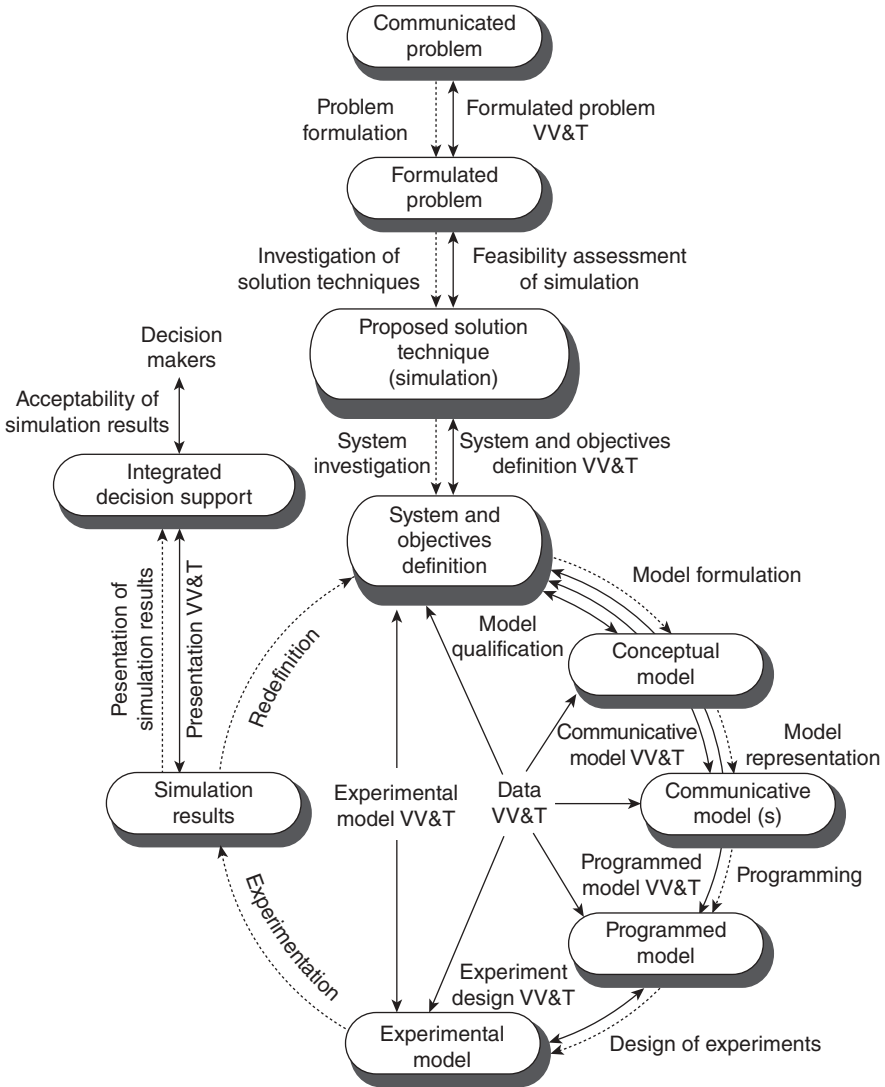 Communicated
problem
Problem
formulation
Formulated problem
VV&T
Formulated
problem
Investigation of
solution techniques
Feasibility assessment
of simulation
Proposed solution
technique
(simulation)
Decision
makers
Acceptability of
simulation results
System
investigation
System and objectives
definition VV&T
Integrated
decision support
System and
objectives
definition
Model formulation
Pesentation of
simulation results
Presentation VV&T
Redefinition
Model
qualification
Conceptual
model
Communicative
model VV&T
Model
representation
Simulation
results
Experimental
model VV&T
Data
VV&T
Communicative
model (s)
Programmed
model VV&T
Programming
Experimentation
Programmed
model
Experiment
design VV&T
Experimental
model
Design of experiments